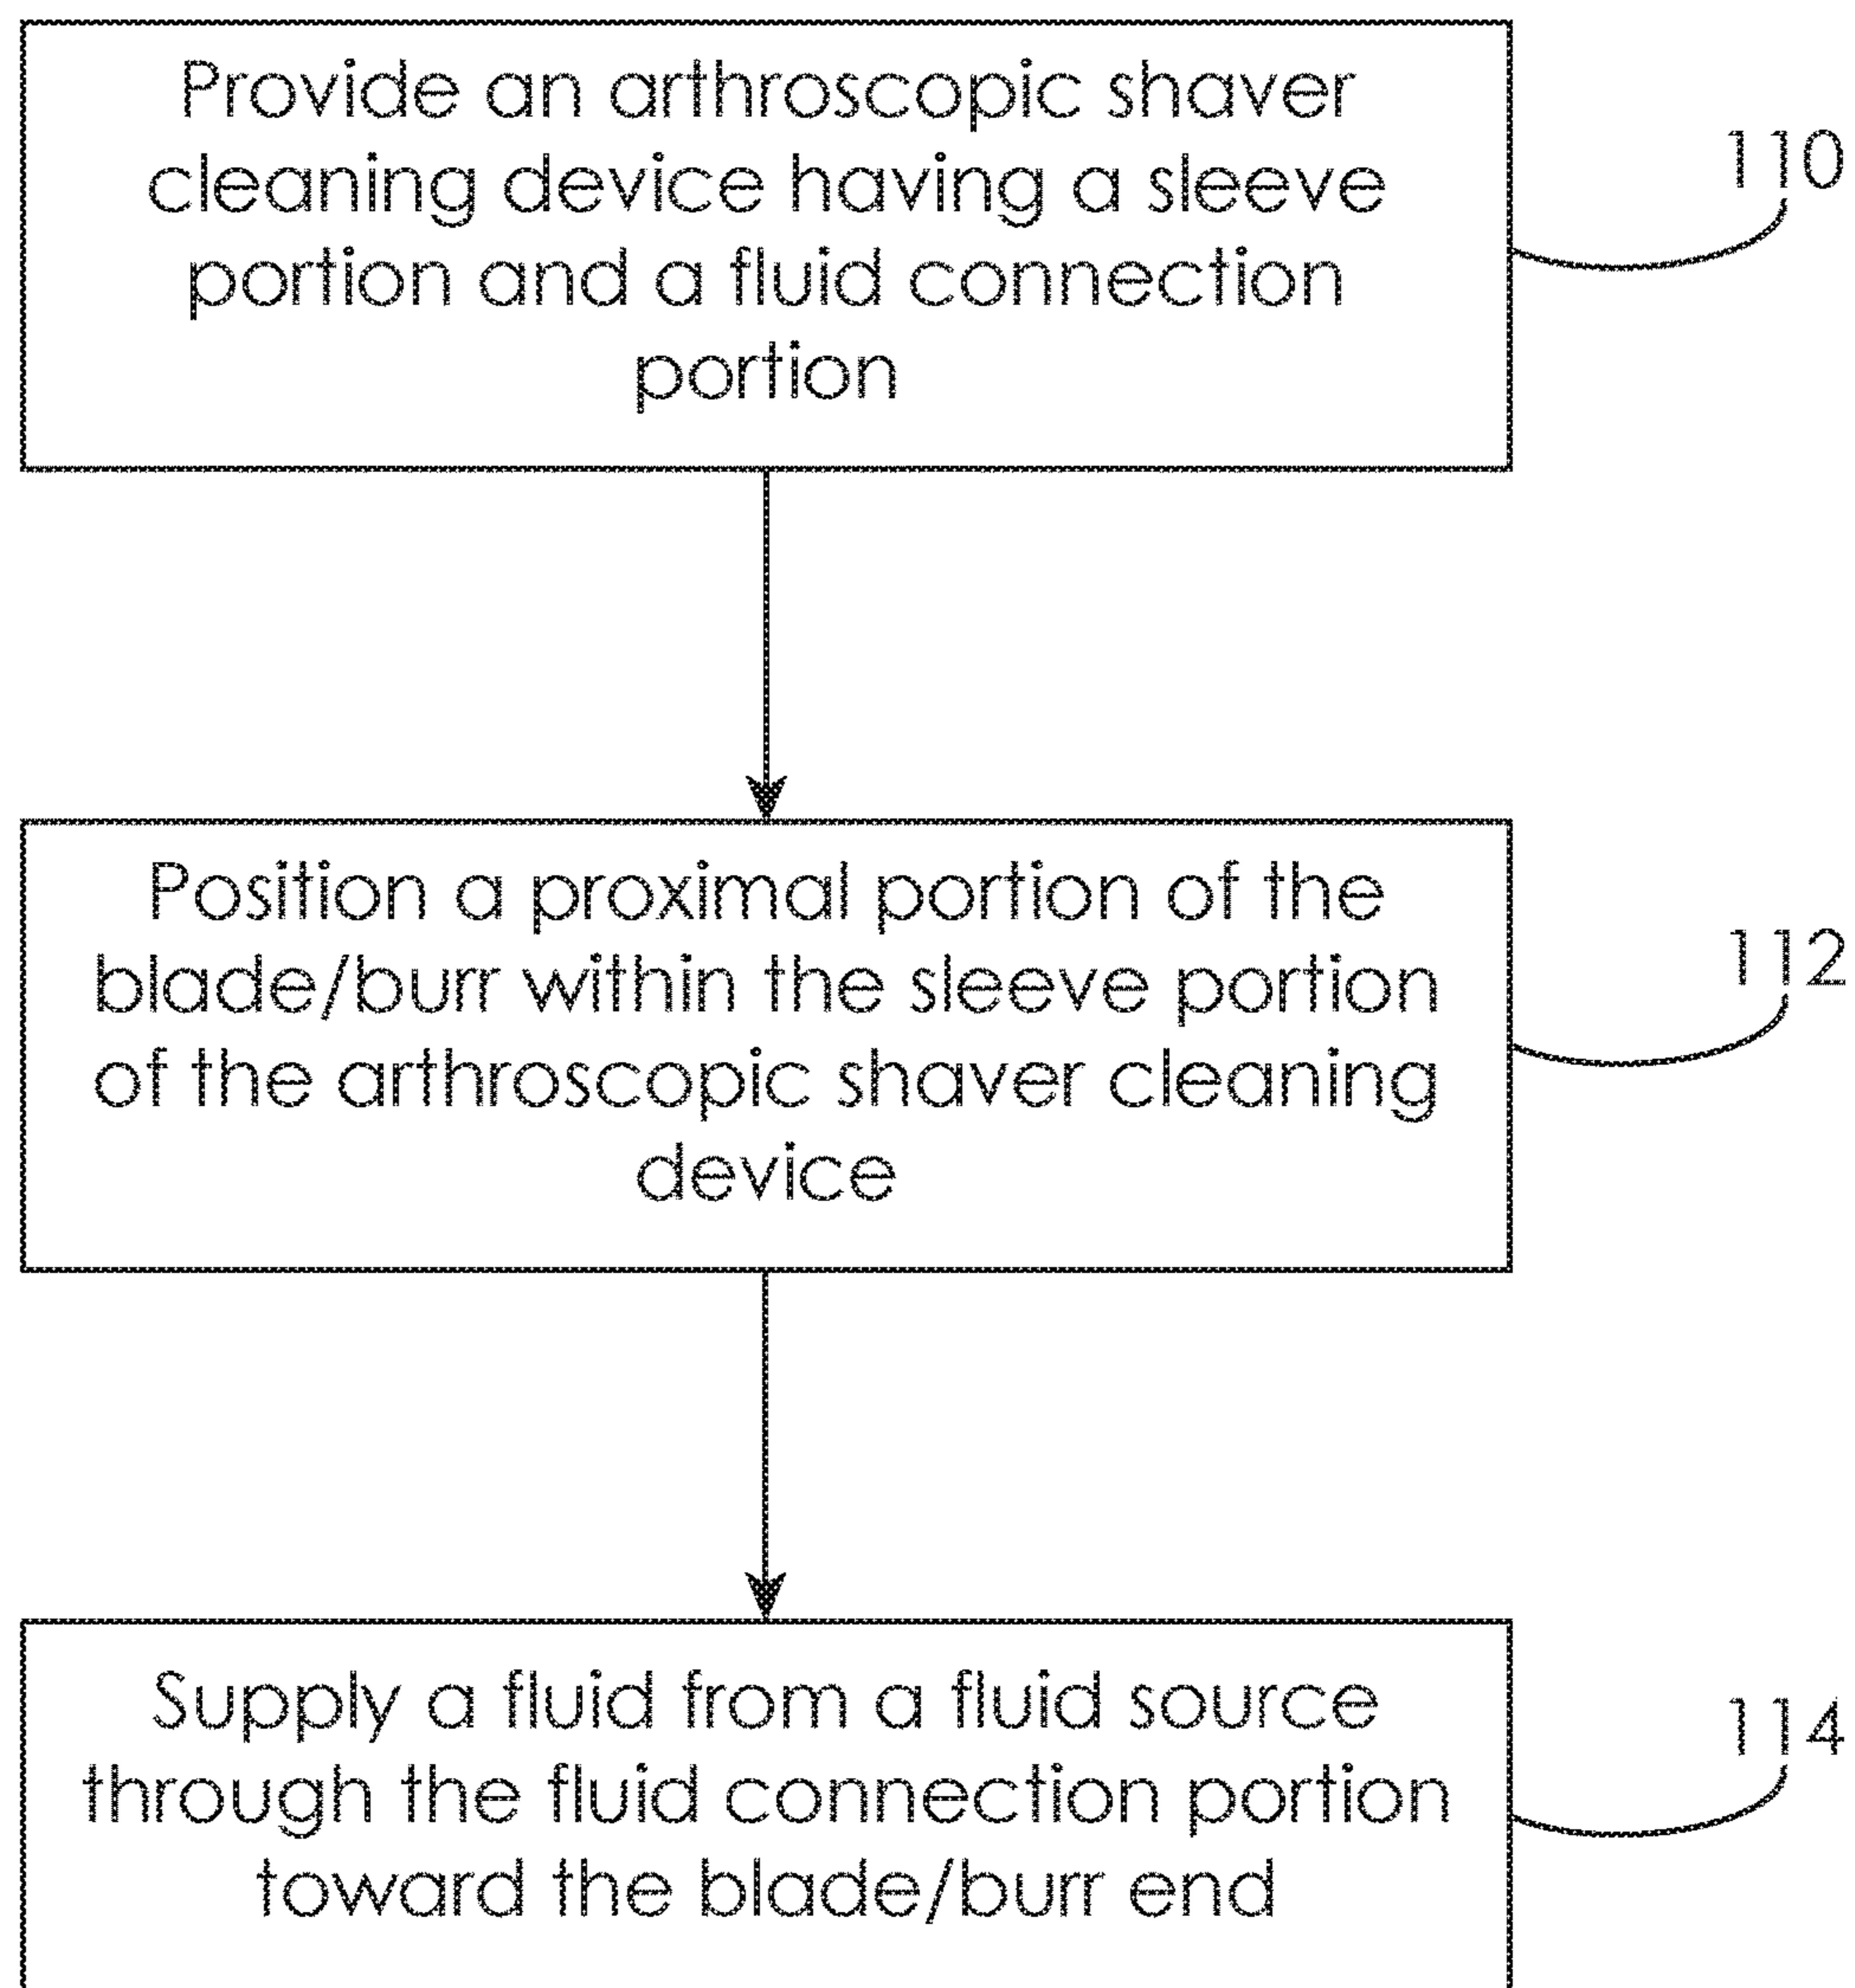 Provide an arthroscopic shaver
cleaning device having a sleeve
portion and a fluid connection
portion
110
Position a proximal portion of the
blade/burr within the sleeve portion
of the arthroscopic shaver cleaning
device
112
Supply a fluid from a fluid source
through the fluid connection portion
toward the blade/burr end
114